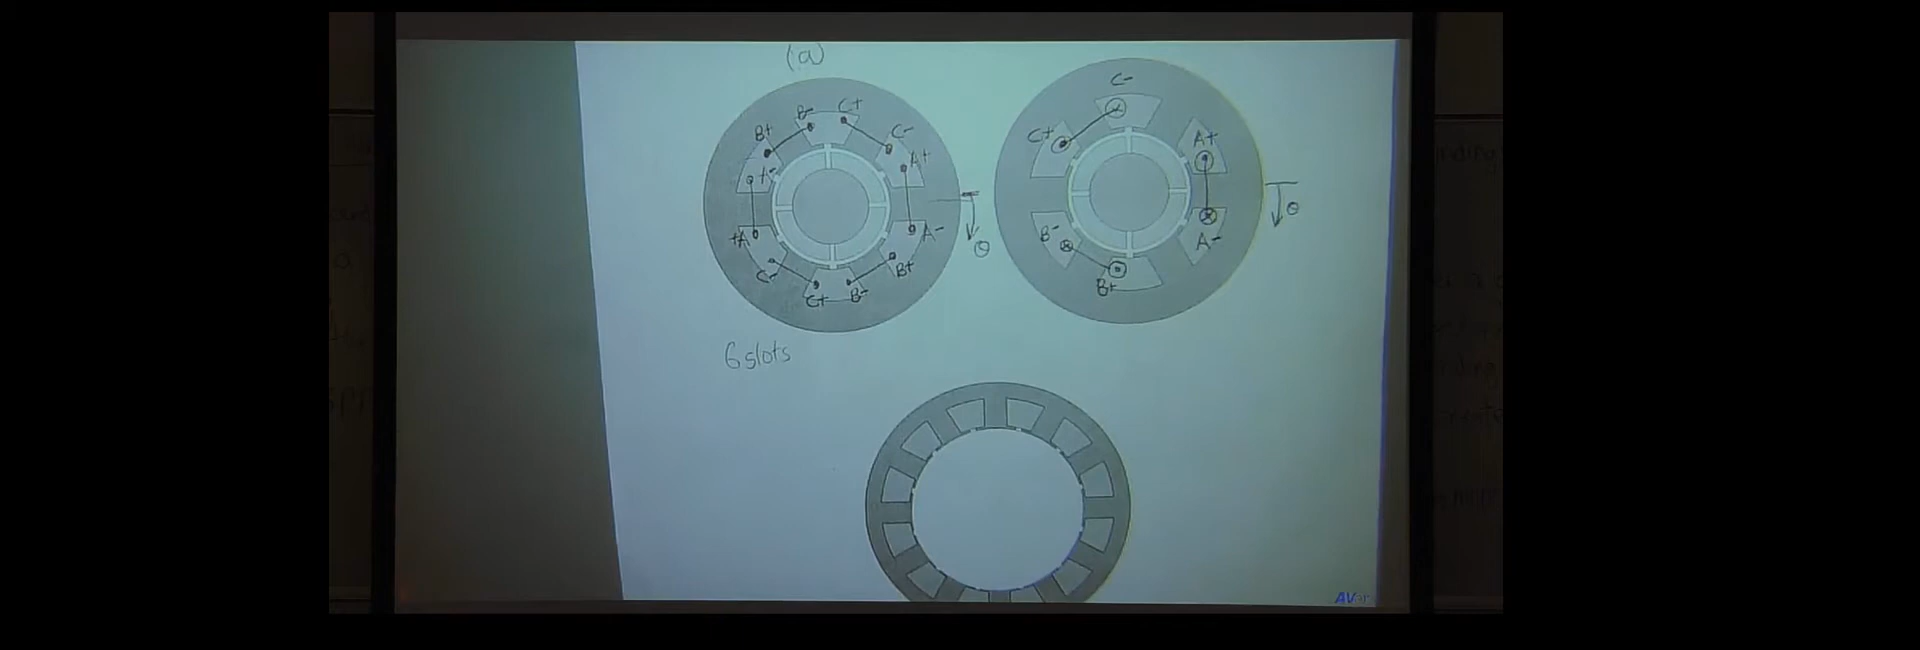 (a)
B- C+
B+ C-
A+
+-
+A A-
C- B+
C+ B-
θ
6 slots
C-
C+ A+
B- A-
B+
θ
AVer